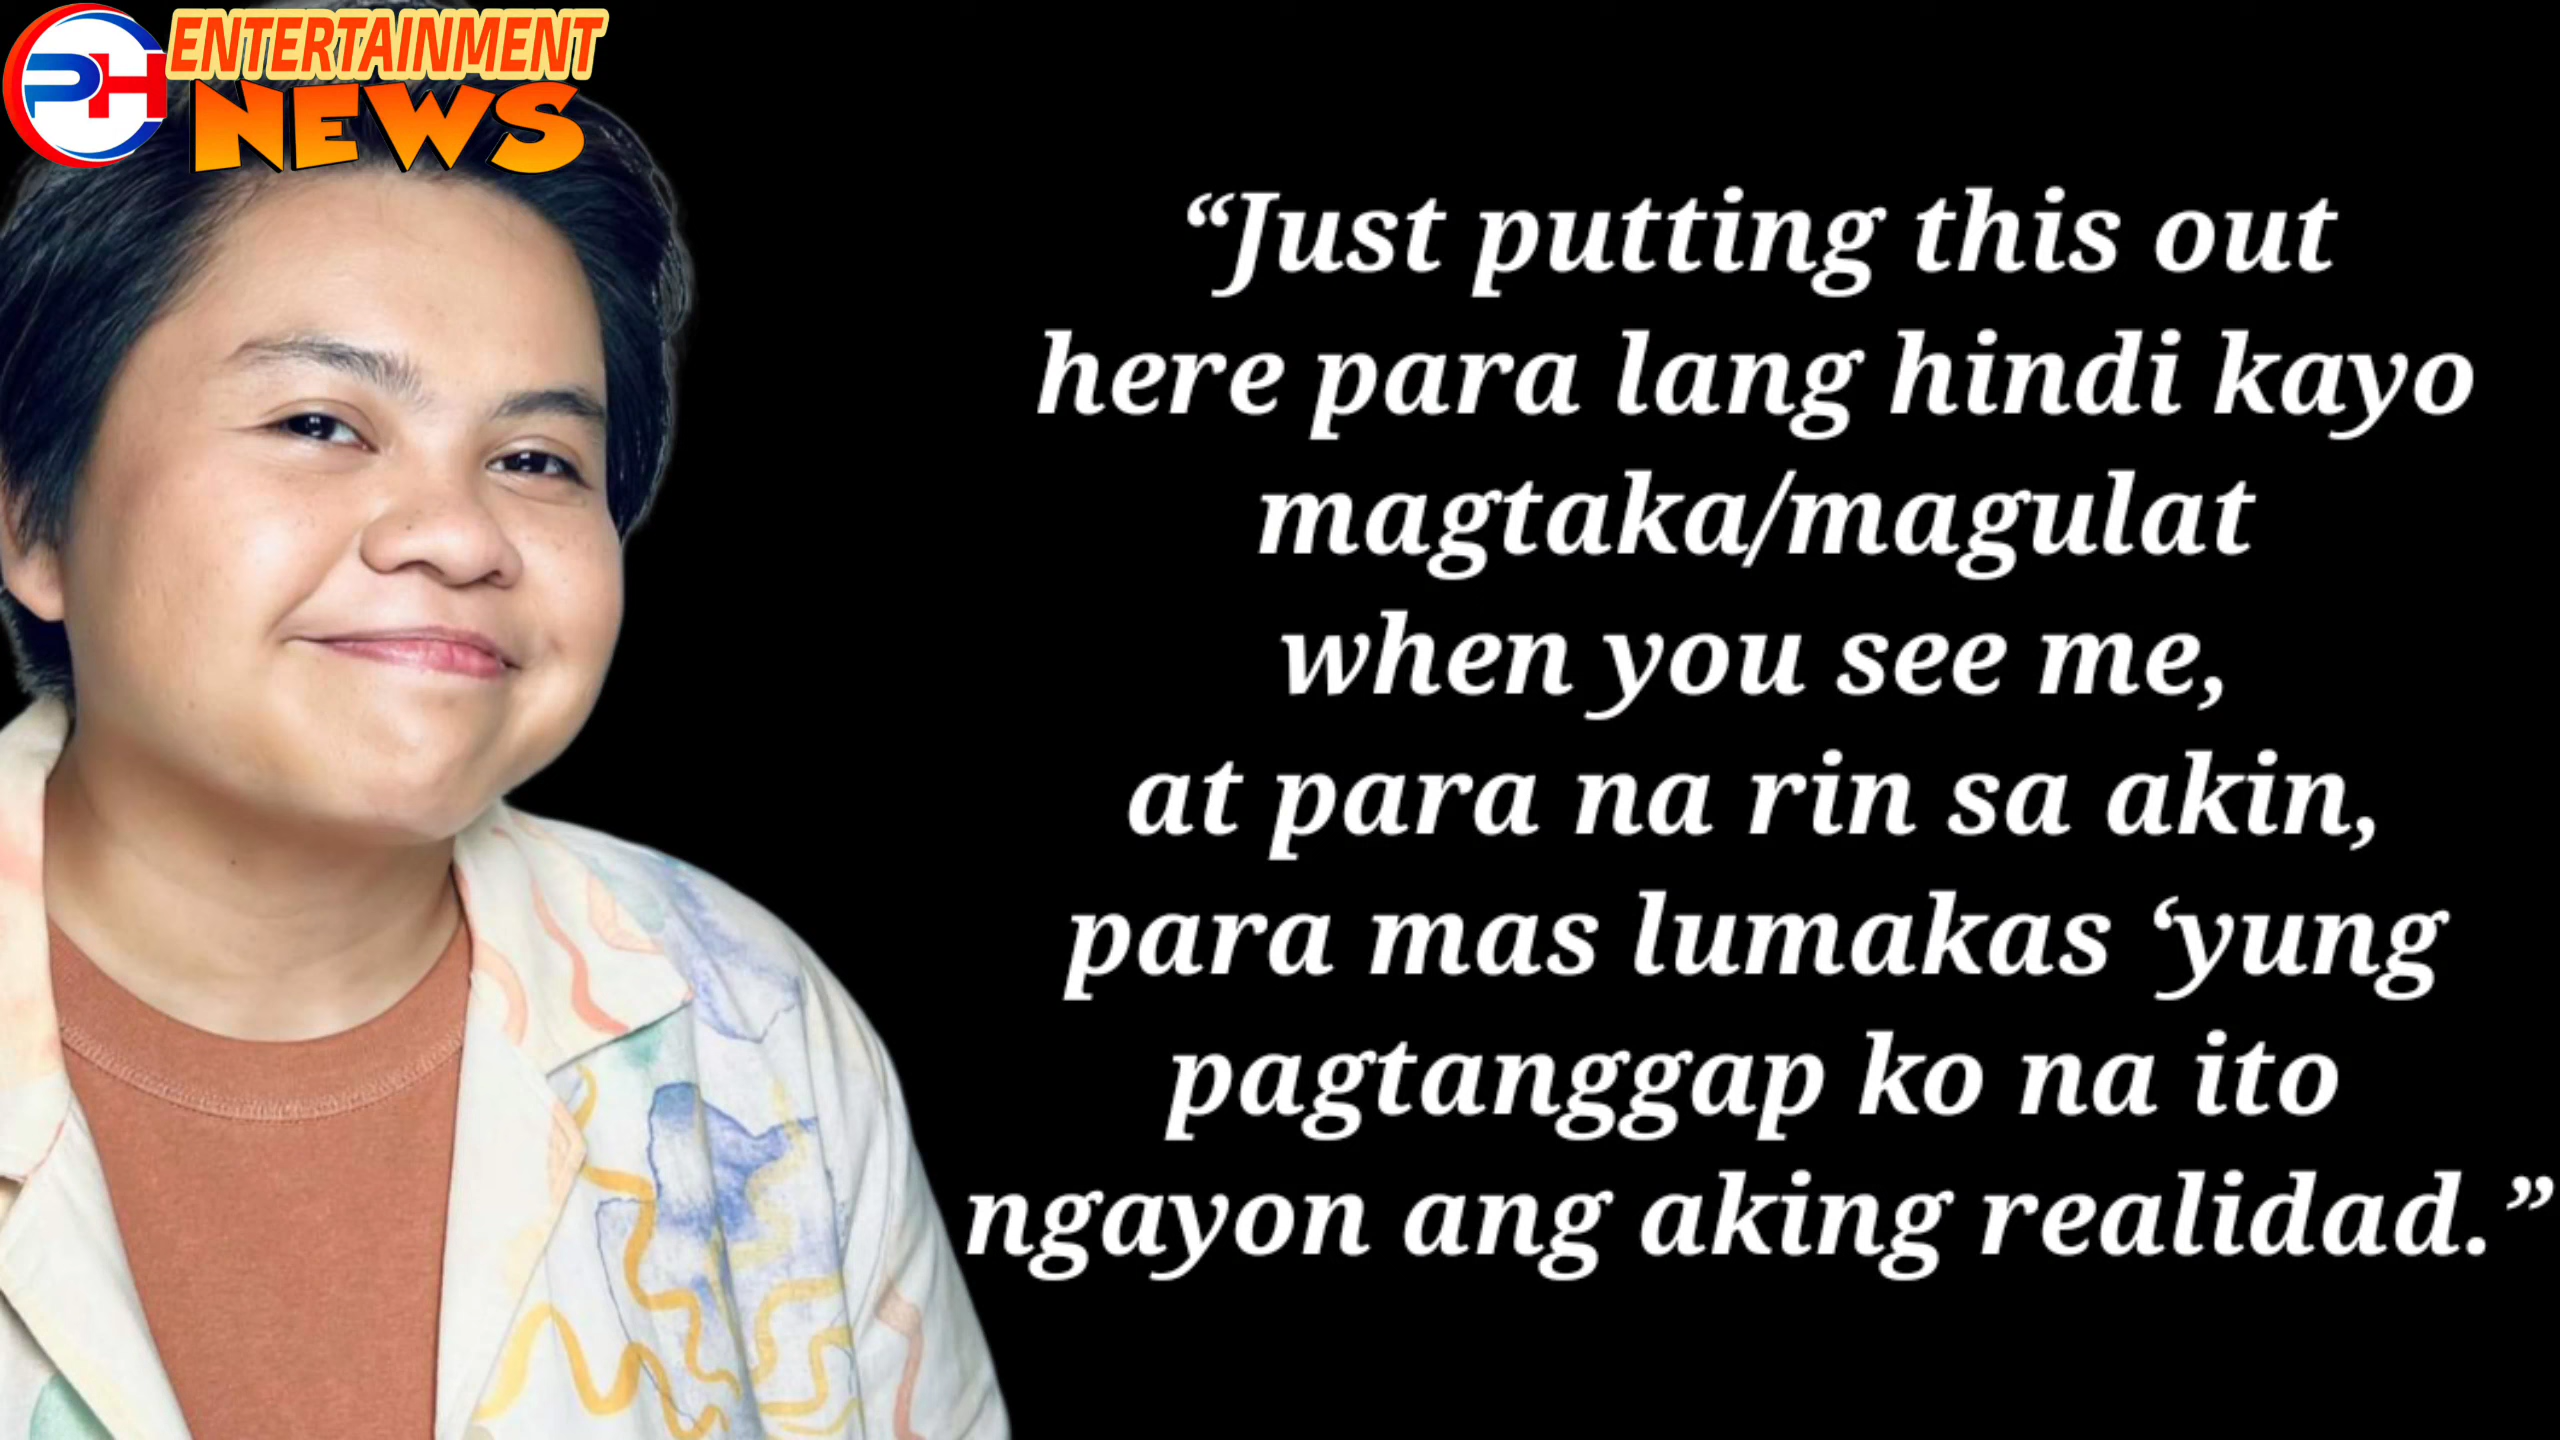 PH ENTERTAINMENT
NEWS
“Just putting this out
here para lang hindi kayo
magtaka/magulat
when you see me,
at para na rin sa akin,
para mas lumakas ‘yung
pagtanggap ko na ito
ngayon ang aking realidad.”